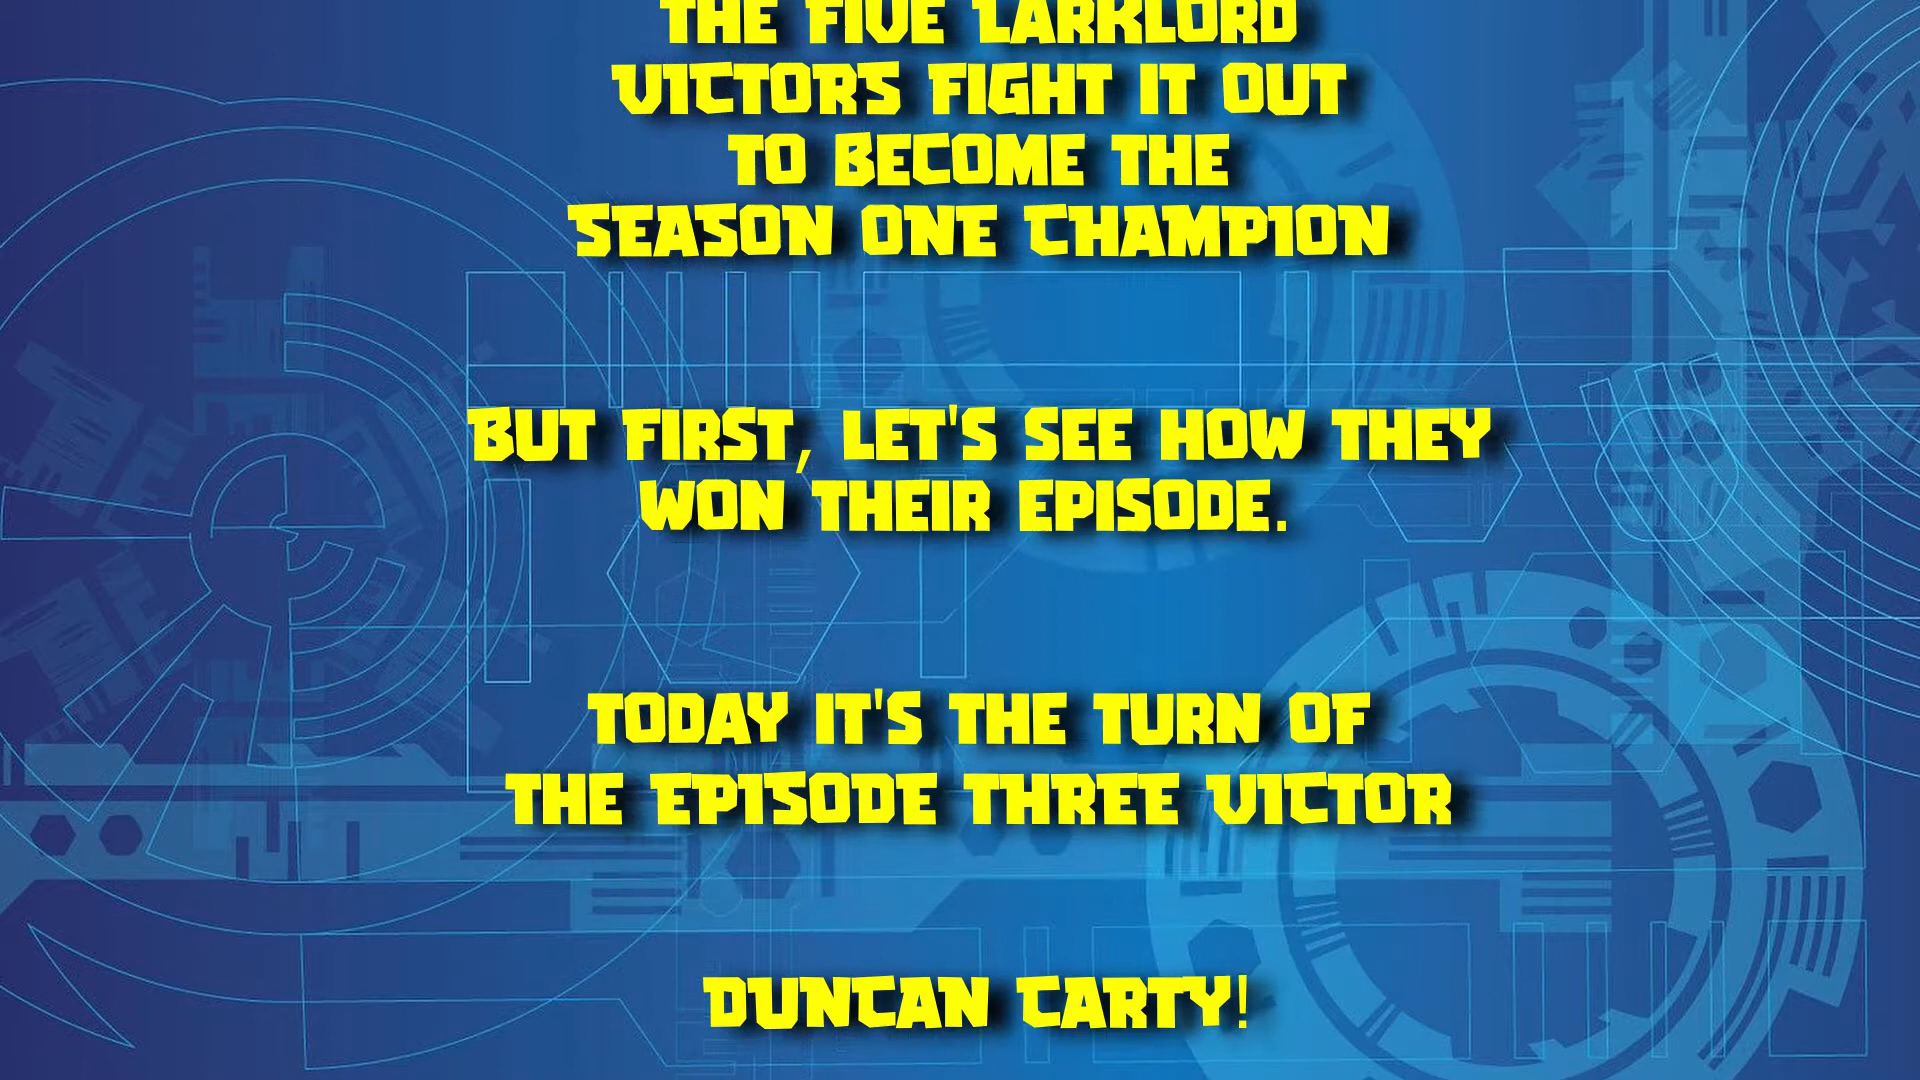 THE FIVE LARKLORD
VICTORS FIGHT IT OUT
TO BECOME THE
SEASON ONE CHAMPION
BUT FIRST, LET'S SEE HOW THEY
WON THEIR EPISODE.
TODAY IT'S THE TURN OF
THE EPISODE THREE VICTOR
DUNCAN CARTY!